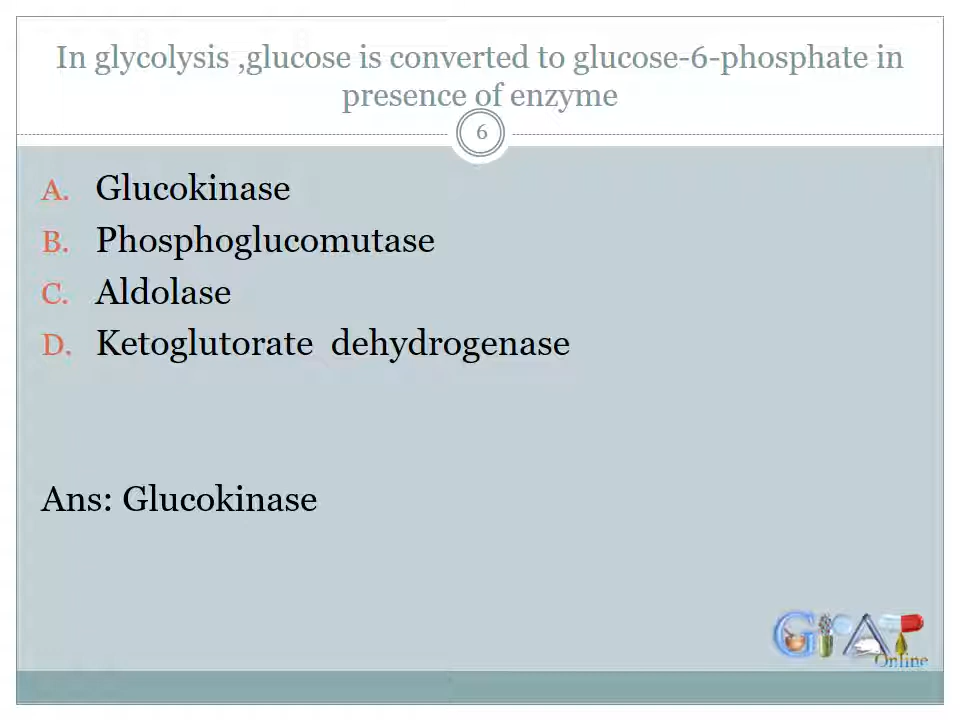 In glycolysis ,glucose is converted to glucose-6-phosphate in
presence of enzyme
6
A. Glucokinase
B. Phosphoglucomutase
C. Aldolase
D. Ketoglutorate dehydrogenase
Ans: Glucokinase
GPAT
Online